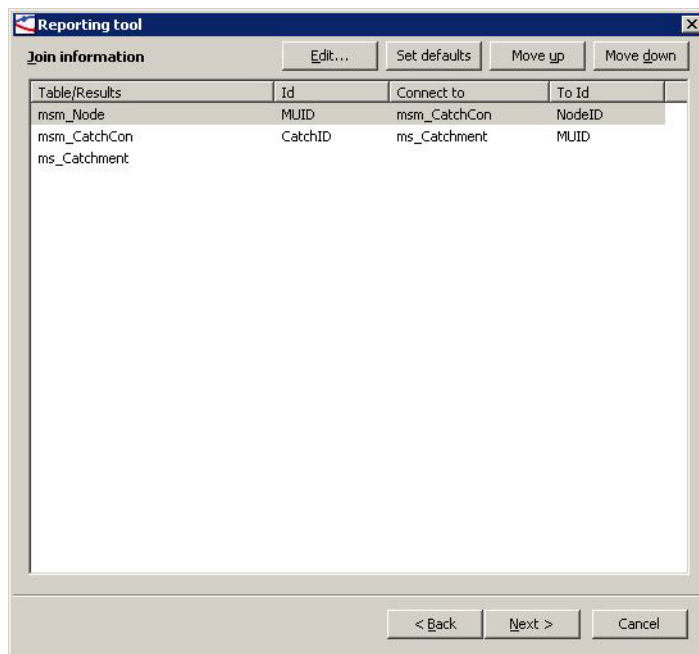 Reporting tool
Join information Edit... Set defaults Move up Move down
Table/Results Id Connect to To Id
msm_Node MUID msm_CatchCon NodeID
msm_CatchCon CatchID ms_Catchment MUID
ms_Catchment
< Back Next > Cancel